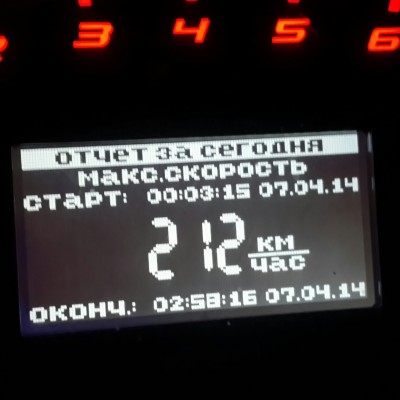 3 4 5 6
отчет за сегодня
макс.скорость
старт: 00:03:15 07.04.14
212 км/час
оконч.: 02:58:16 07.04.14